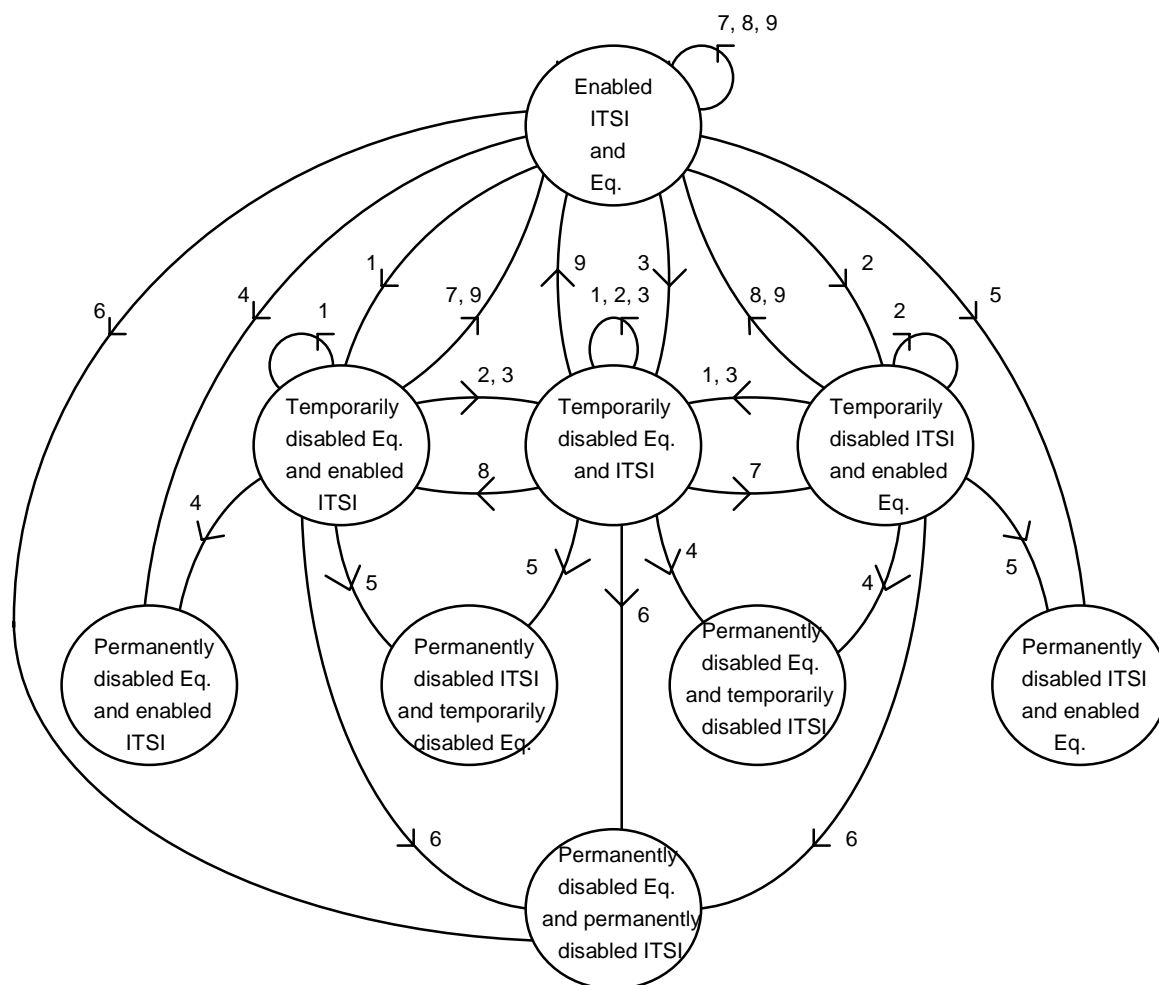 7, 8, 9
Enabled
ITSI
and
Eq.
6
4
1
7, 9
9
3
8, 9
2
5
1
1, 2, 3
2
2, 3
1, 3
Temporarily
disabled Eq.
and enabled
ITSI
Temporarily
disabled Eq.
and ITSI
Temporarily
disabled ITSI
and enabled
Eq.
8
7
4
5
5
6
4
4
5
Permanently
disabled Eq.
and enabled
ITSI
Permanently
disabled ITSI
and temporarily
disabled Eq.
Permanently
disabled Eq.
and temporarily
disabled ITSI
Permanently
disabled ITSI
and enabled
Eq.
6
6
Permanently
disabled Eq.
and permanently
disabled ITSI